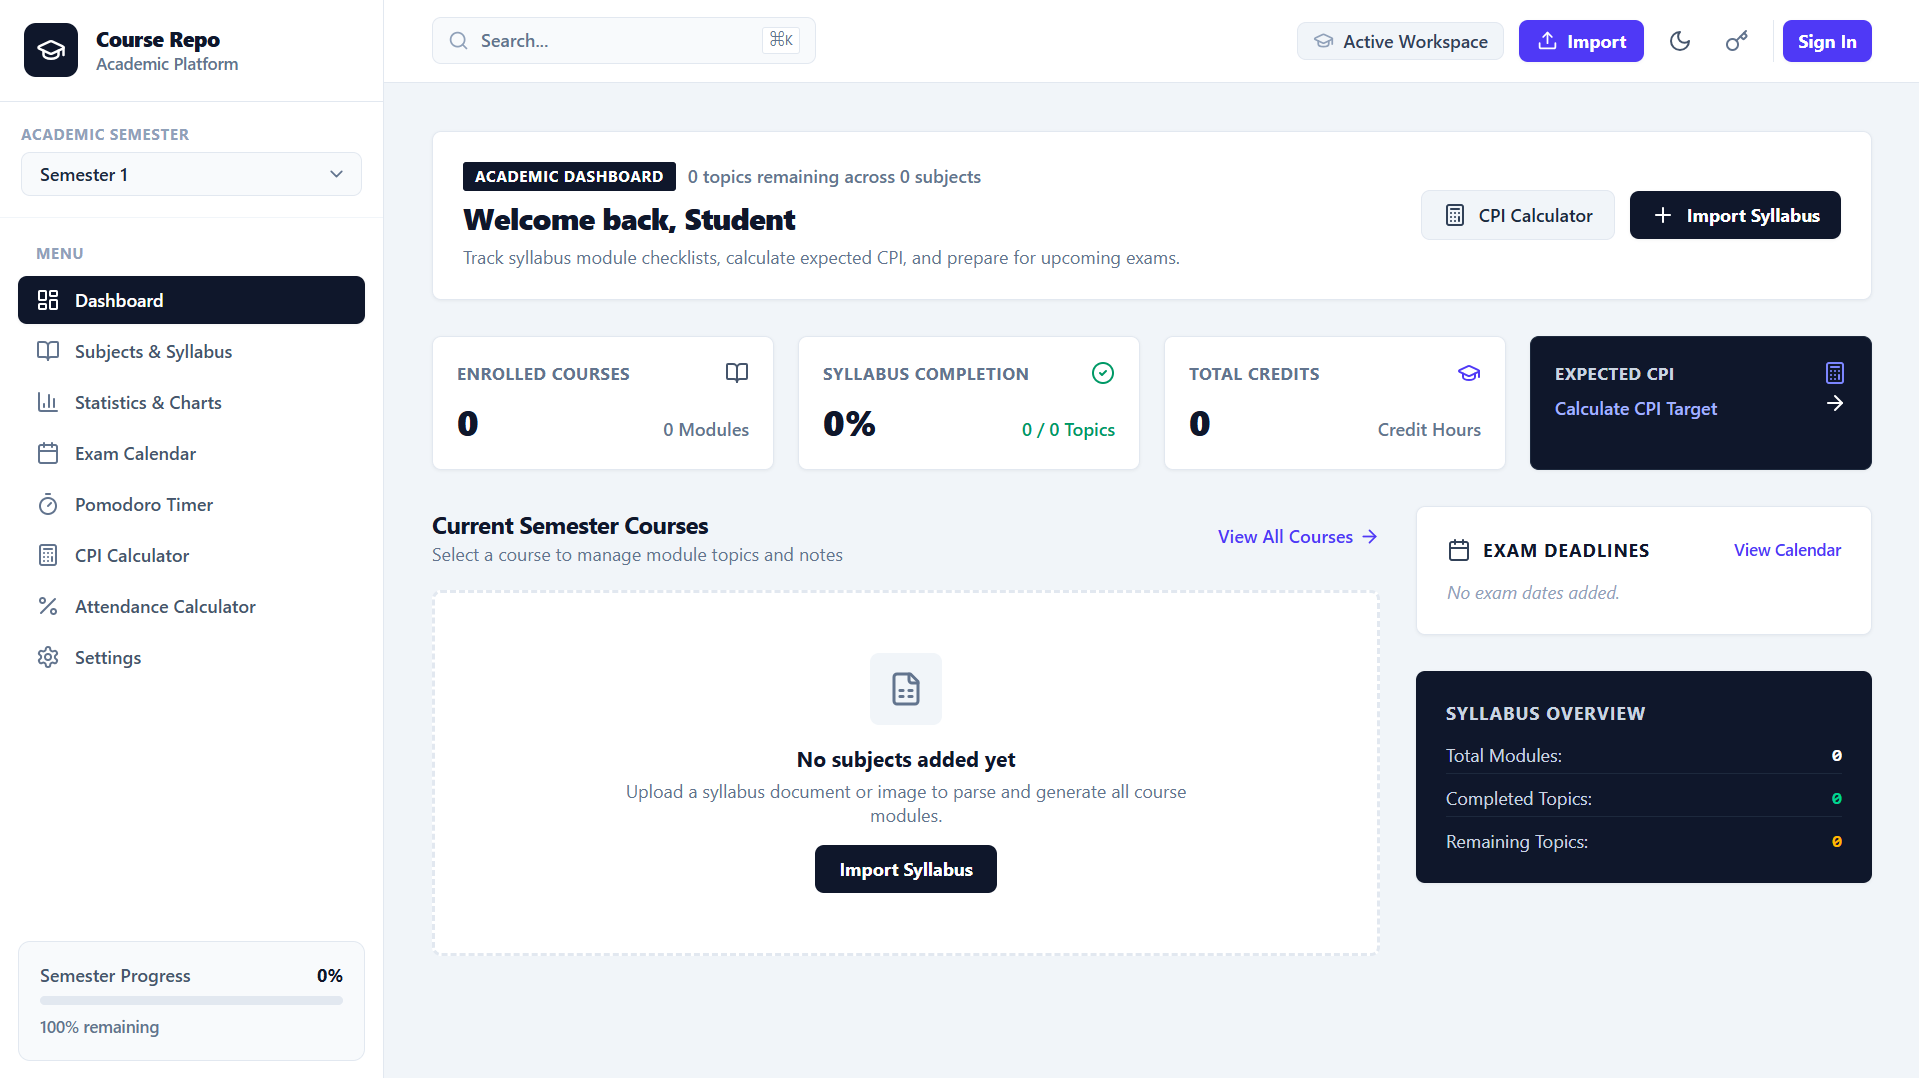 Course Repo
Academic Platform
ACADEMIC SEMESTER
Semester 1
MENU
Dashboard
Subjects & Syllabus
Statistics & Charts
Exam Calendar
Pomodoro Timer
CPI Calculator
Attendance Calculator
Settings
Semester Progress 0%
100% remaining
Search... ⌘K
Active Workspace
Import
Sign In
ACADEMIC DASHBOARD 0 topics remaining across 0 subjects
Welcome back, Student
Track syllabus module checklists, calculate expected CPI, and prepare for upcoming exams.
CPI Calculator
Import Syllabus
ENROLLED COURSES
0 0 Modules
SYLLABUS COMPLETION
0% 0 / 0 Topics
TOTAL CREDITS
0 Credit Hours
EXPECTED CPI
Calculate CPI Target
Current Semester Courses
Select a course to manage module topics and notes
View All Courses
No subjects added yet
Upload a syllabus document or image to parse and generate all course
modules.
Import Syllabus
EXAM DEADLINES View Calendar
No exam dates added.
SYLLABUS OVERVIEW
Total Modules: 0
Completed Topics: 0
Remaining Topics: 0